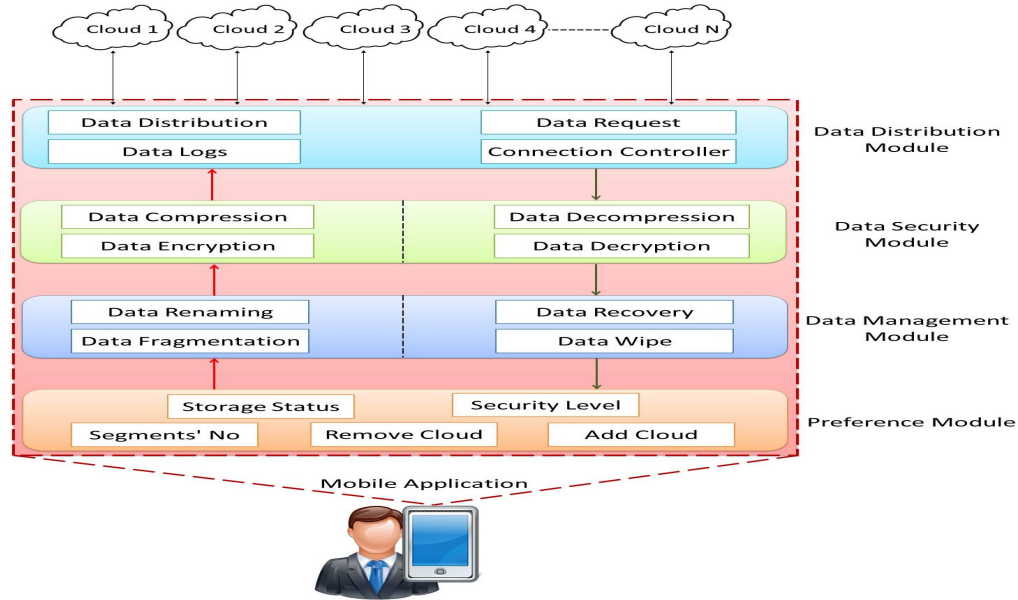 Cloud 1
Cloud 2
Cloud 3
Cloud 4
Cloud N
Data Distribution
Data Request
Data Logs
Connection Controller
Data Distribution
Module
Data Compression
Data Decompression
Data Encryption
Data Decryption
Data Security
Module
Data Renaming
Data Recovery
Data Fragmentation
Data Wipe
Data Management
Module
Storage Status
Security Level
Segments' No
Remove Cloud
Add Cloud
Preference Module
Mobile Application